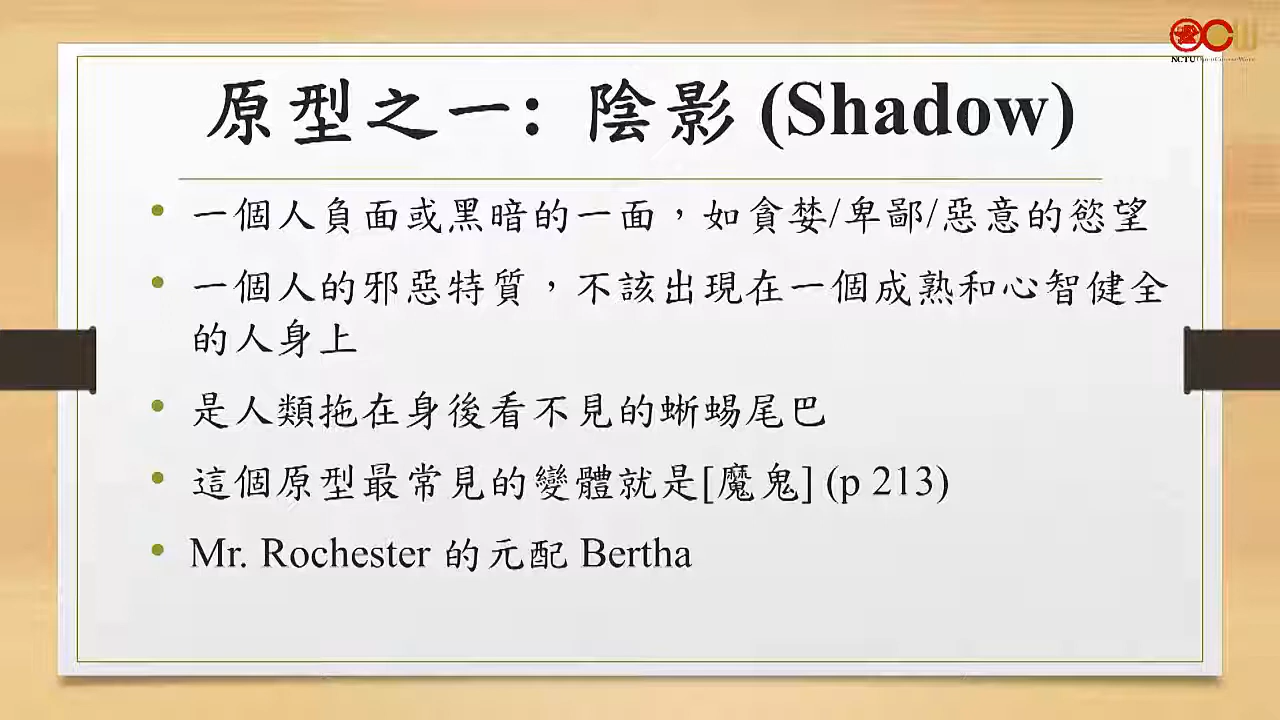 OCW
NCTU OpenCourseWare
原型之一：陰影 (Shadow)
• 一個人負面或黑暗的一面，如貪婪/卑鄙/惡意的慾望
• 一個人的邪惡特質，不該出現在一個成熟和心智健全
的人身上
• 是人類拖在身後看不見的蜥蜴尾巴
• 這個原型最常見的變體就是[魔鬼] (p 213)
• Mr. Rochester 的元配 Bertha